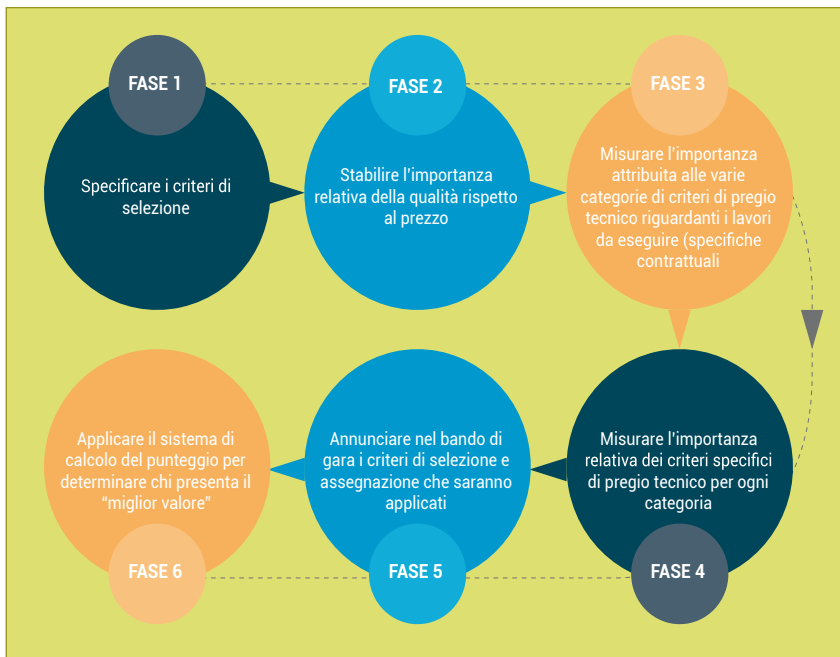 FASE 1
Specificare i criteri di
selezione
FASE 2
Stabilire l'importanza
relativa della qualità rispetto
al prezzo
FASE 3
Misurare l'importanza
attribuita alle varie
categorie di criteri di pregio
tecnico riguardanti i lavori
da eseguire (specifiche
contrattuali
Misurare l'importanza
relativa dei criteri specifici
di pregio tecnico per ogni
categoria
FASE 4
Annunciare nel bando di
gara i criteri di selezione e
assegnazione che saranno
applicati
FASE 5
Applicare il sistema di
calcolo del punteggio per
determinare chi presenta il
"miglior valore"
FASE 6